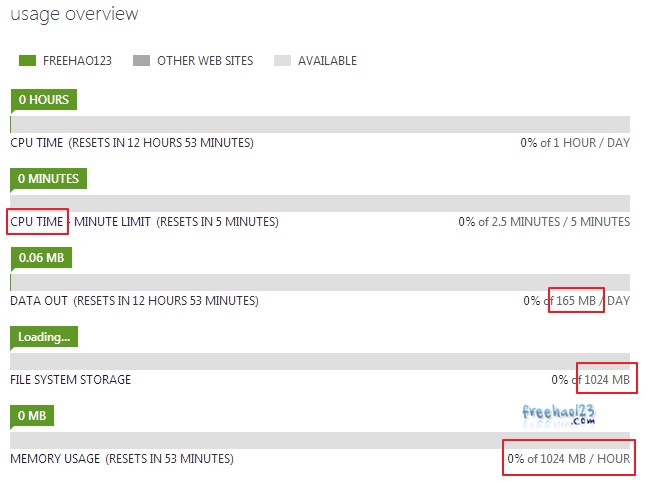 usage overview
FREEHAO123 OTHER WEB SITES AVAILABLE
0 HOURS
CPU TIME (RESETS IN 12 HOURS 53 MINUTES) 0% of 1 HOUR / DAY
0 MINUTES
CPU TIME - MINUTE LIMIT (RESETS IN 5 MINUTES) 0% of 2.5 MINUTES / 5 MINUTES
0.06 MB
DATA OUT (RESETS IN 12 HOURS 53 MINUTES) 0% of 165 MB / DAY
Loading...
FILE SYSTEM STORAGE 0% of 1024 MB
0 MB
freehao123
.com
MEMORY USAGE (RESETS IN 53 MINUTES) 0% of 1024 MB / HOUR